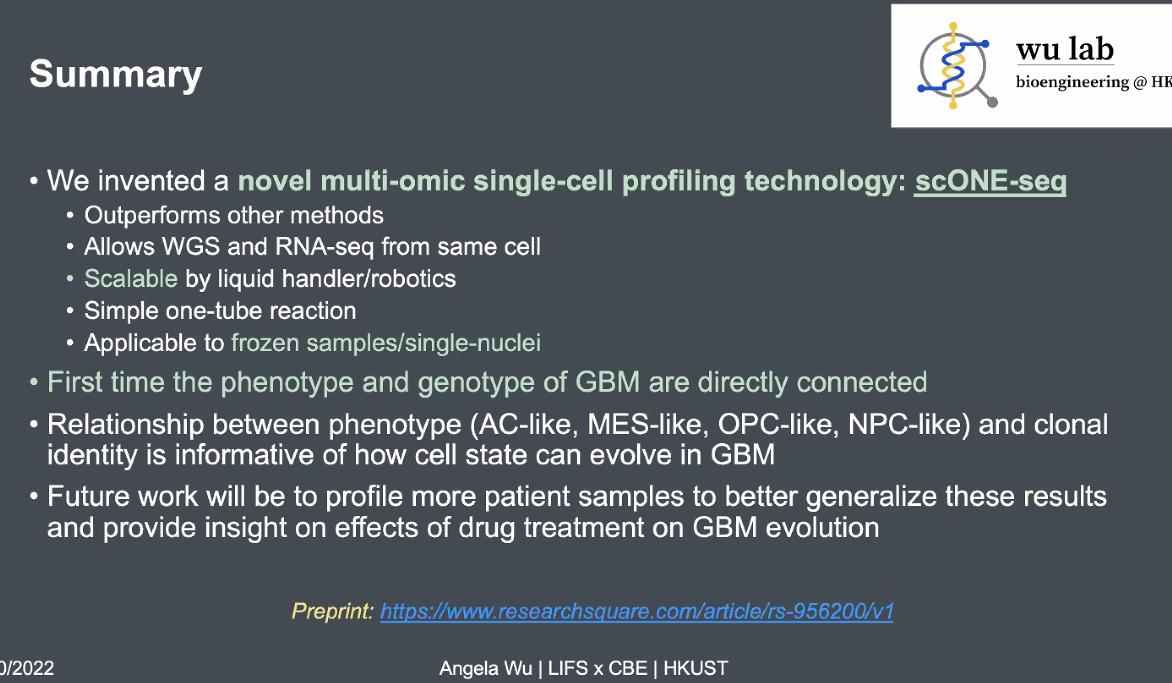 Summary
wu lab
bioengineering @ HK
• We invented a novel multi-omic single-cell profiling technology: scONE-seq
• Outperforms other methods
• Allows WGS and RNA-seq from same cell
• Scalable by liquid handler/robotics
• Simple one-tube reaction
• Applicable to frozen samples/single-nuclei
• First time the phenotype and genotype of GBM are directly connected
• Relationship between phenotype (AC-like, MES-like, OPC-like, NPC-like) and clonal
identity is informative of how cell state can evolve in GBM
• Future work will be to profile more patient samples to better generalize these results
and provide insight on effects of drug treatment on GBM evolution
Preprint: https://www.researchsquare.com/article/rs-956200/v1
0/2022
Angela Wu | LIFS x CBE | HKUST